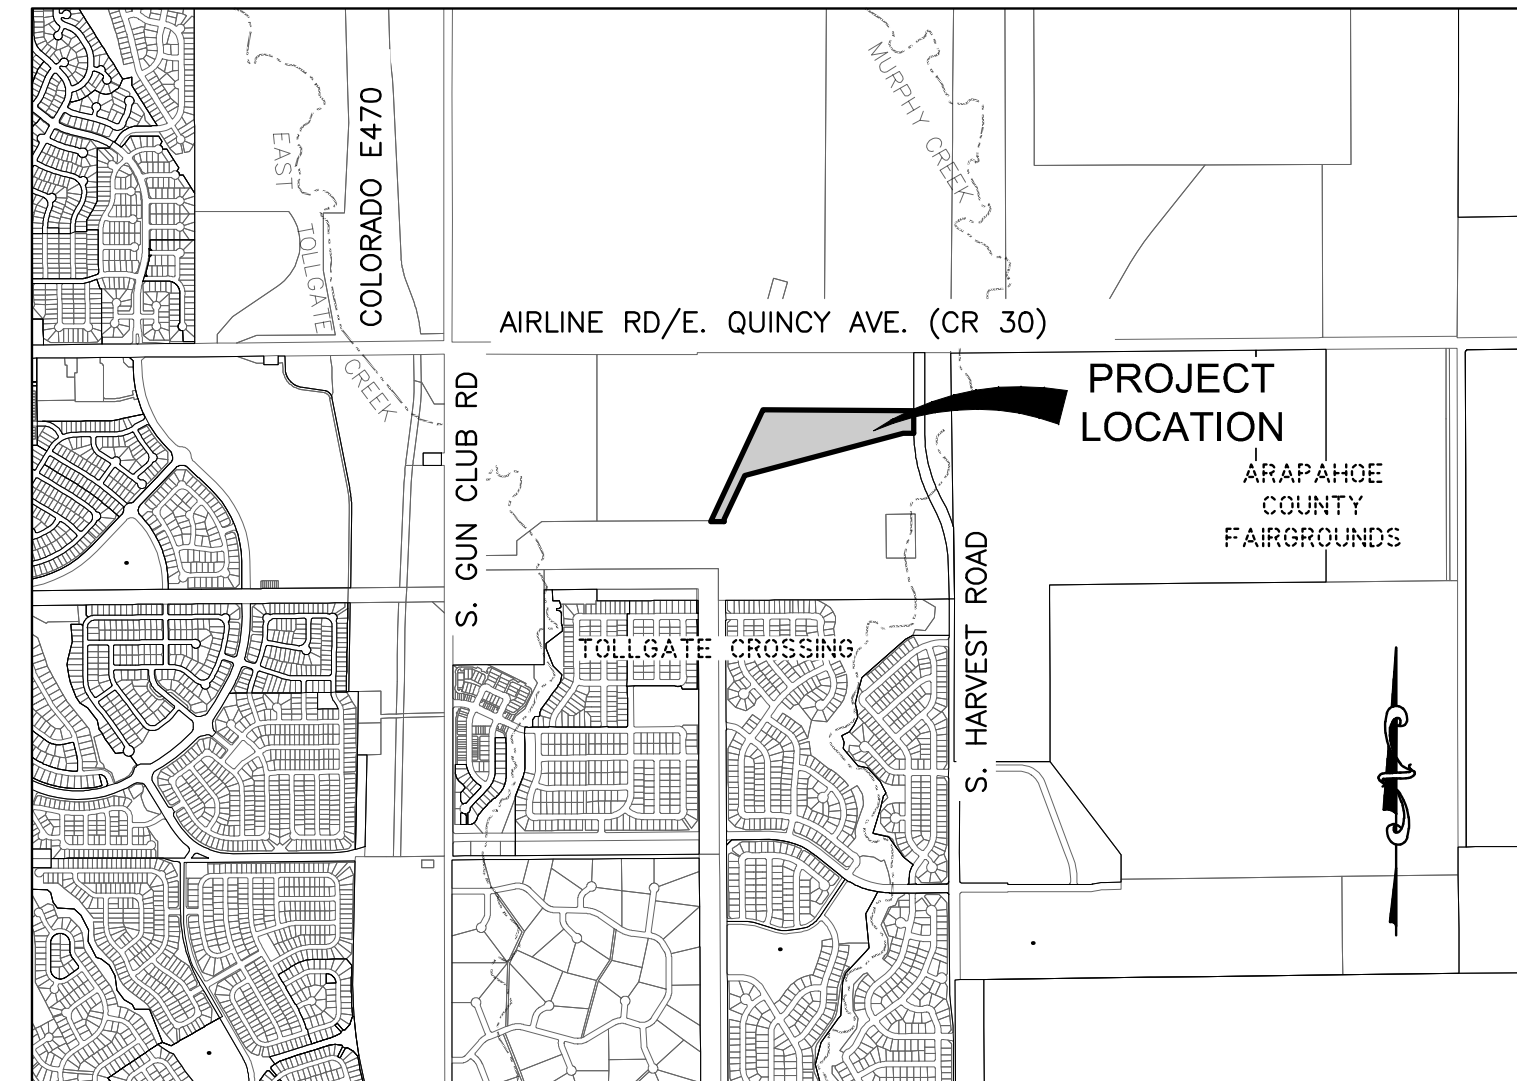 MURPHY CREEK
EAST
TOLLGATE
CREEK
COLORADO E470
AIRLINE RD/E. QUINCY AVE. (CR 30)
S. GUN CLUB RD
PROJECT
LOCATION
ARAPAHOE
COUNTY
FAIRGROUNDS
S. HARVEST ROAD
TOLLGATE CROSSING